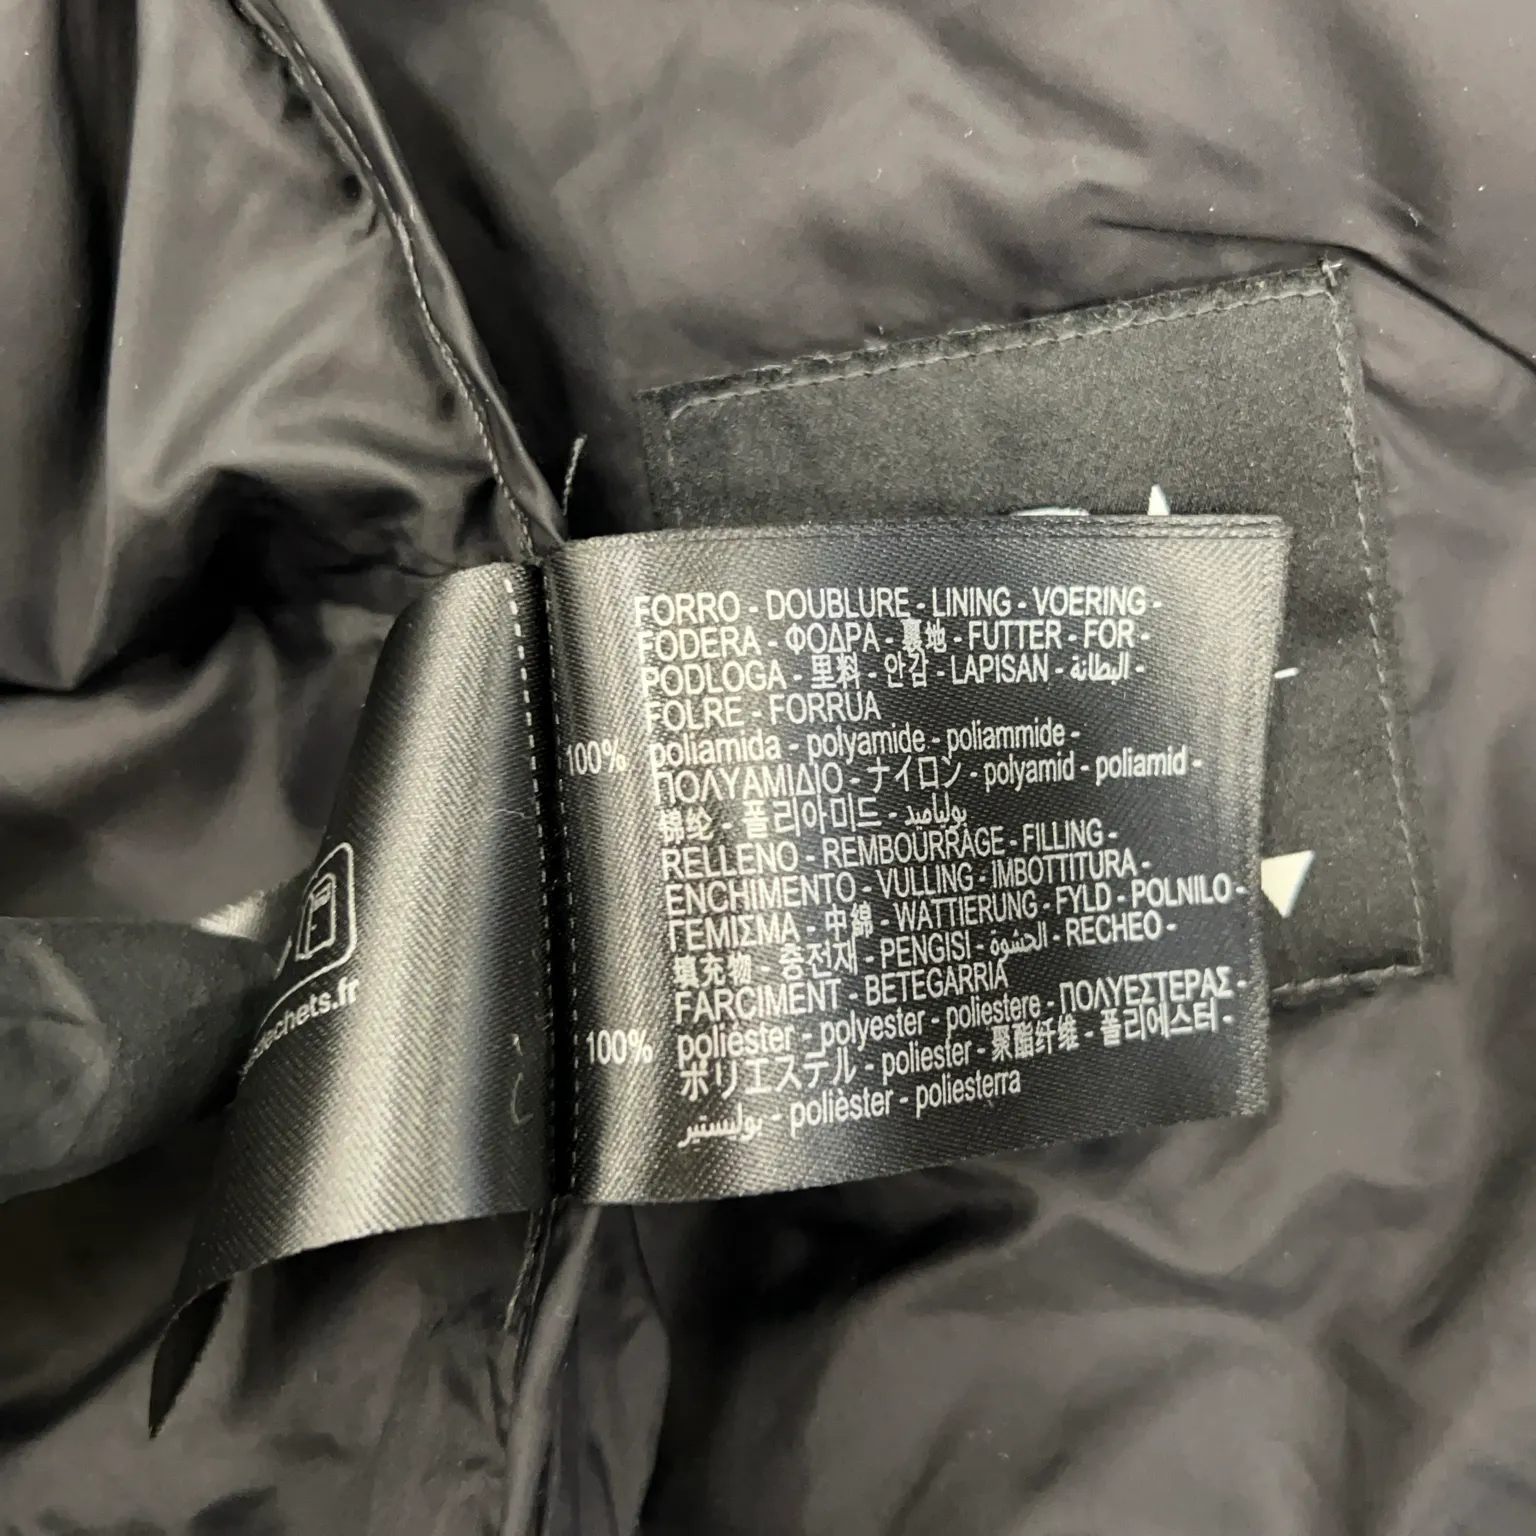 FORRO - DOUBLURE - LINING - VOERING -
FODERA - ΦΟΔΡΑ - 裏地 - FUTTER - FOR -
PODLOGA - 里料 - 안감 - LAPISAN - البطانة -
FOLRE - FORRUA
100% poliamida - polyamide - poliammide -
ΠΟΛΥΑΜΙΔΙΟ - ナイロン - polyamid - poliamid -
锦纶 - 폴리아미드 - بولياميد
RELLENO - REMBOURRAGE - FILLING -
ENCHIMENTO - VULLING - IMBOTTITURA -
ΓΕΜΙΣΜΑ - 中綿 - WATTIERUNG - FYLD - POLNILO -
填充物 - 충전재 - PENGISI - الحشوة - RECHEO -
FARCIMENT - BETEGARRIA
100% poliéster - polyester - poliestere - ΠΟΛΥΕΣΤΕΡΑΣ -
ポリエステル - poliester - 聚酯纤维 - 폴리에스터 -
بوليستير - polièster - poliesterra